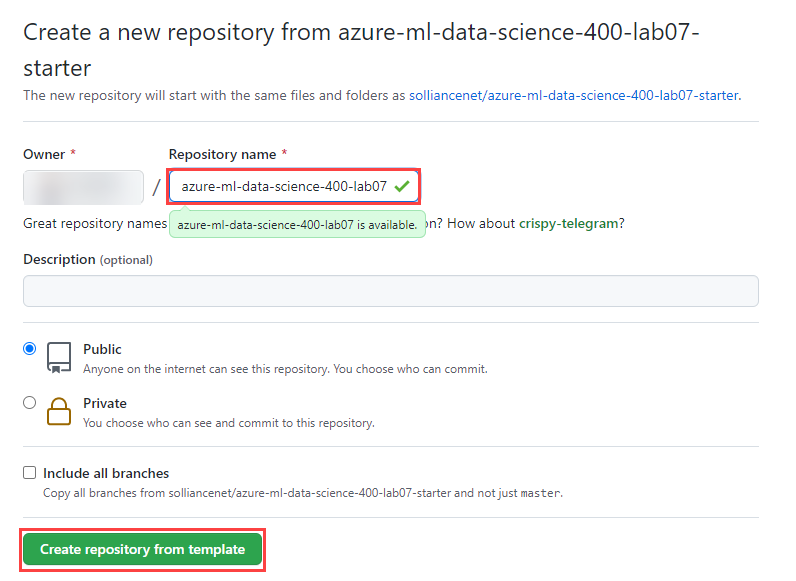 Create a new repository from azure-ml-data-science-400-lab07-
starter
The new repository will start with the same files and folders as solliancenet/azure-ml-data-science-400-lab07-starter.
Owner *
Repository name *
/
azure-ml-data-science-400-lab07
Great repository names
azure-ml-data-science-400-lab07 is available.
How about crispy-telegram?
Description (optional)
Public
Anyone on the internet can see this repository. You choose who can commit.
Private
You choose who can see and commit to this repository.
Include all branches
Copy all branches from solliancenet/azure-ml-data-science-400-lab07-starter and not just master.
Create repository from template